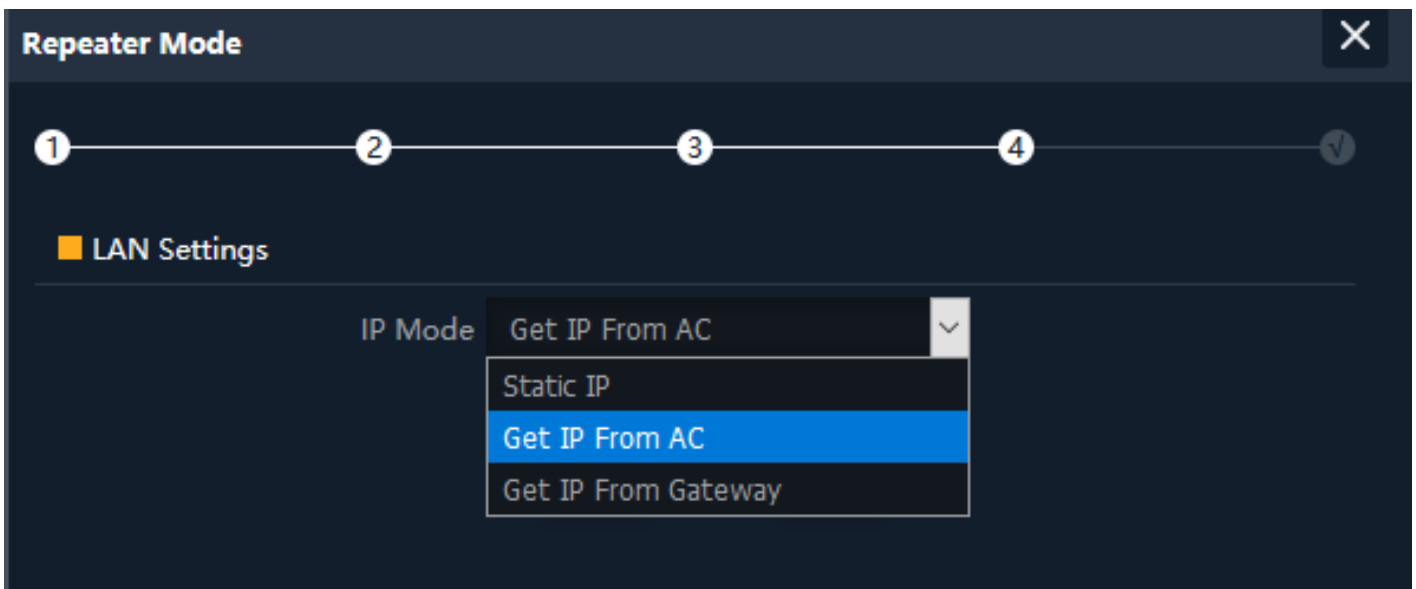 Repeater Mode
1 2 3 4 √
LAN Settings
IP Mode Get IP From AC
Static IP
Get IP From AC
Get IP From Gateway